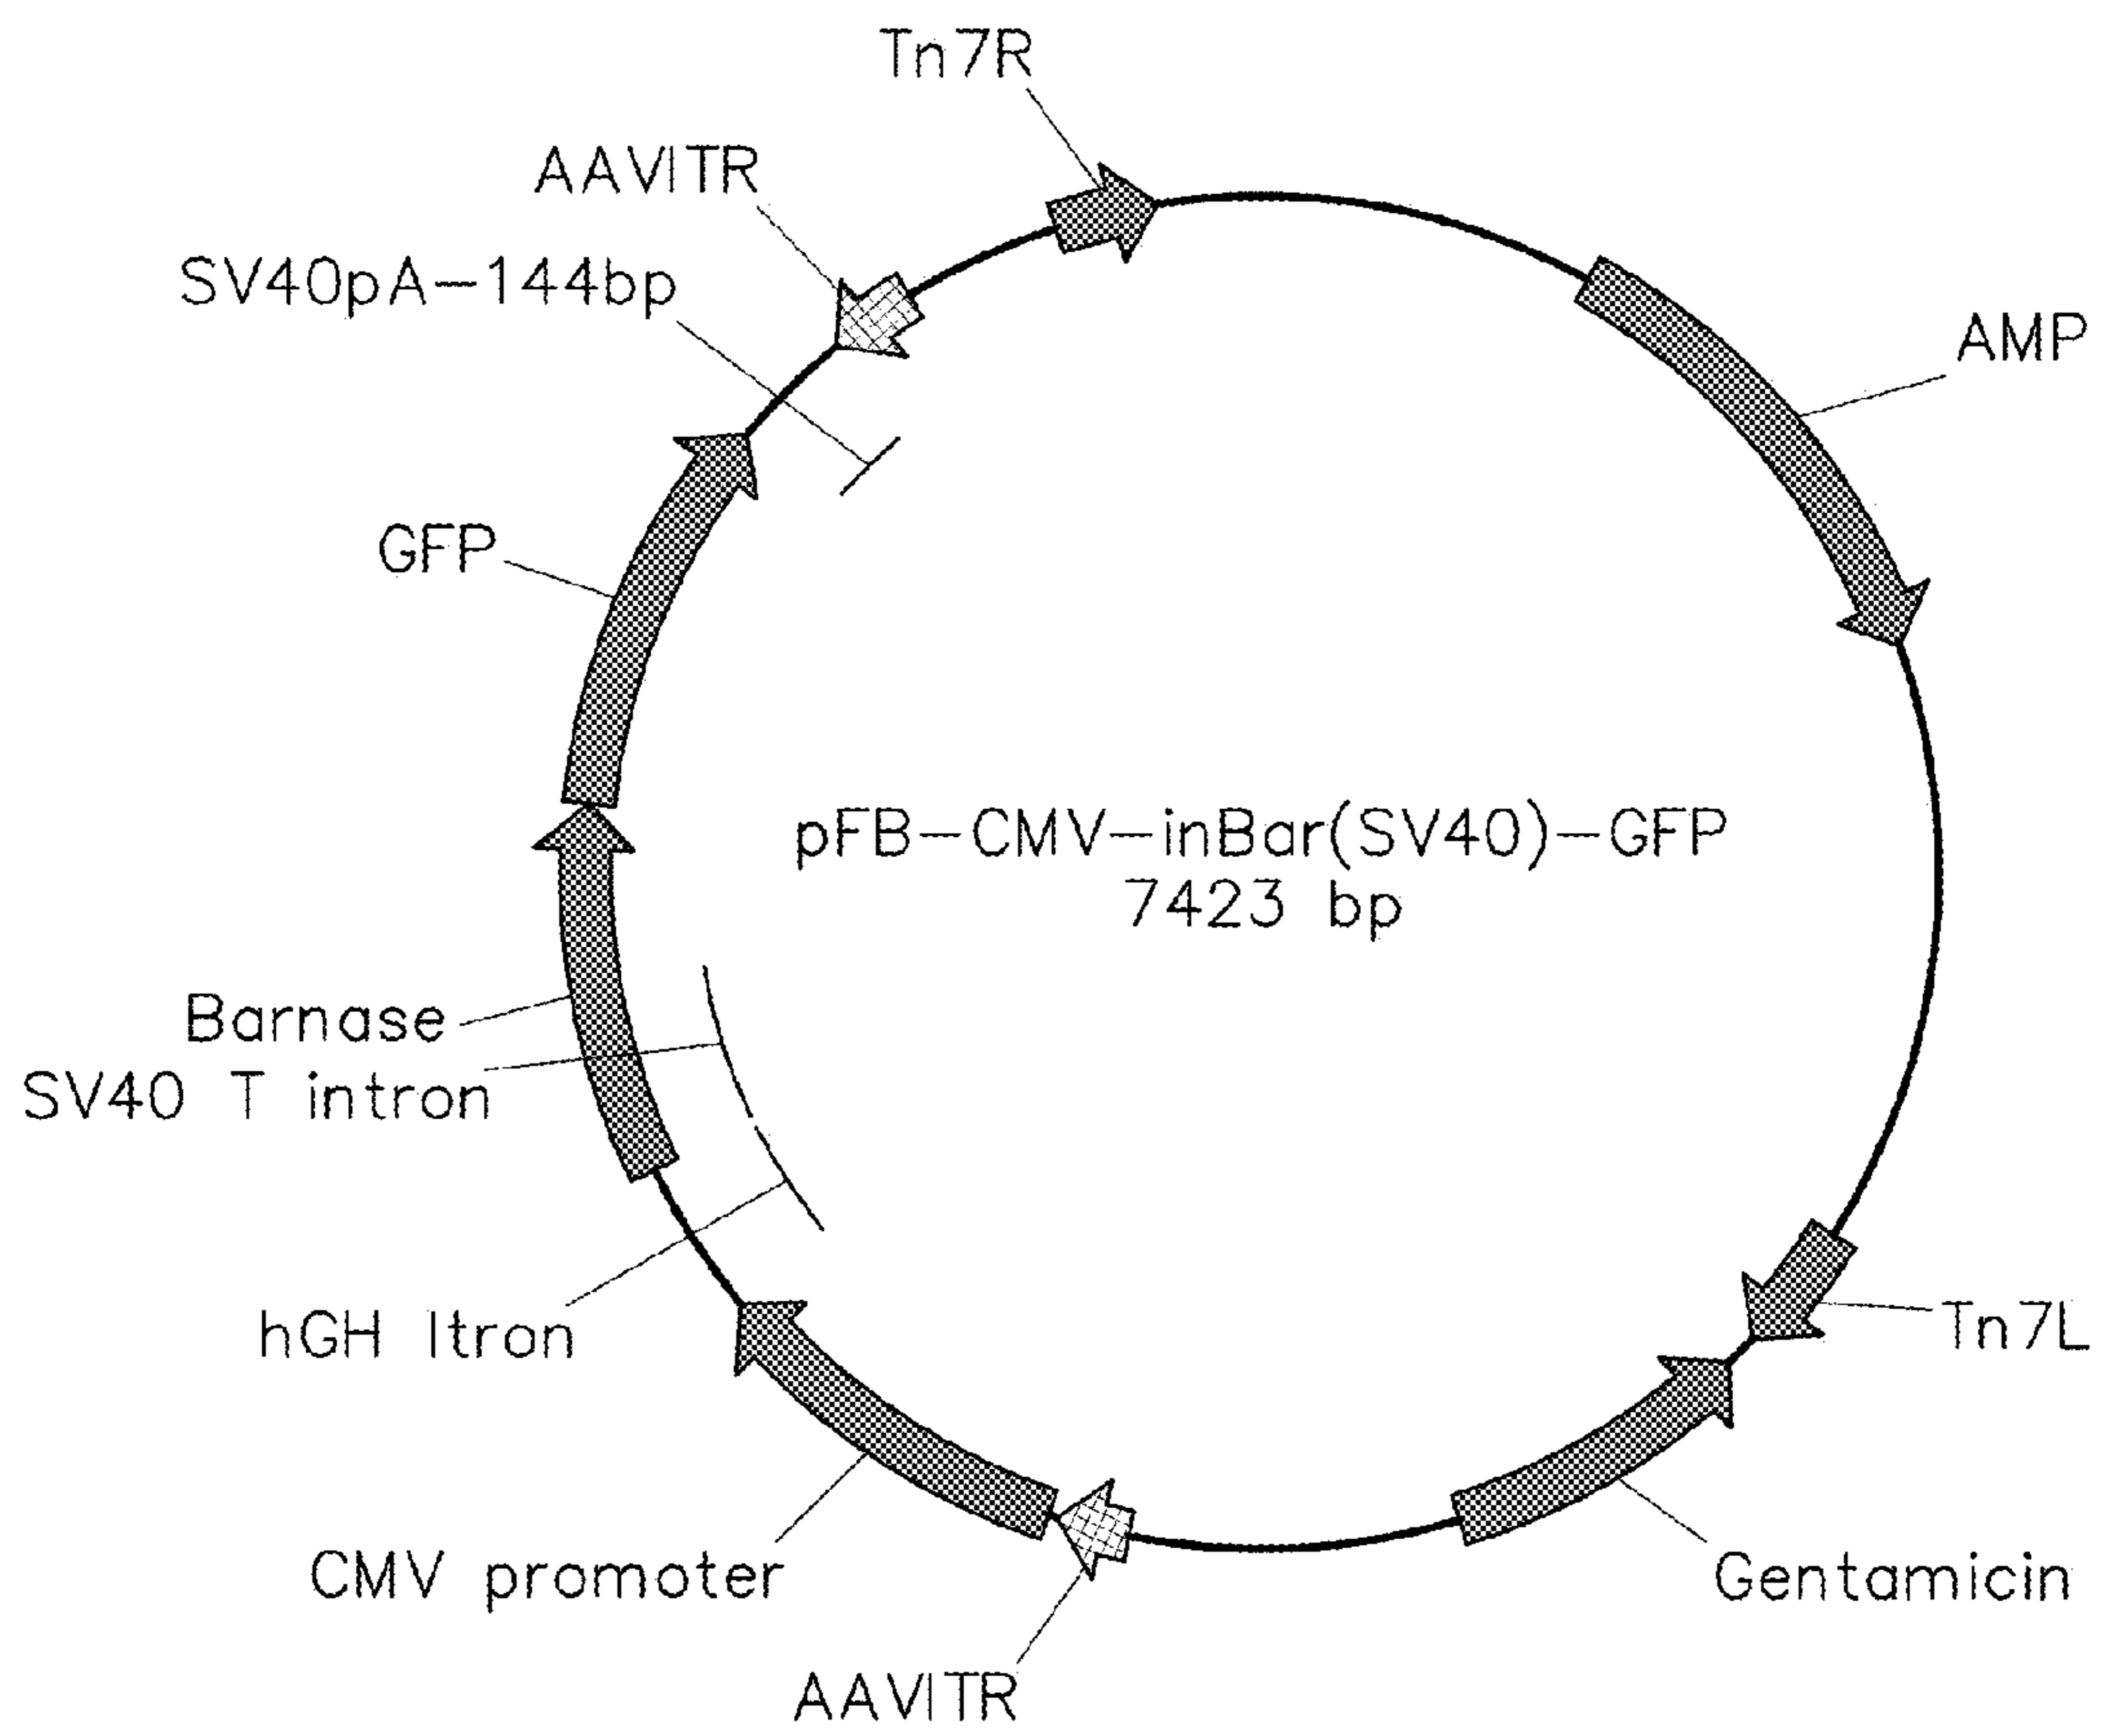 Tn7R
AAVITR
SV40pA-144bp
AMP
GFP
pFB-CMV-inBar(SV40)-GFP
7423 bp
Barnase
SV40 T intron
hGH Itron
Tn7L
CMV promoter
Gentamicin
AAVITR